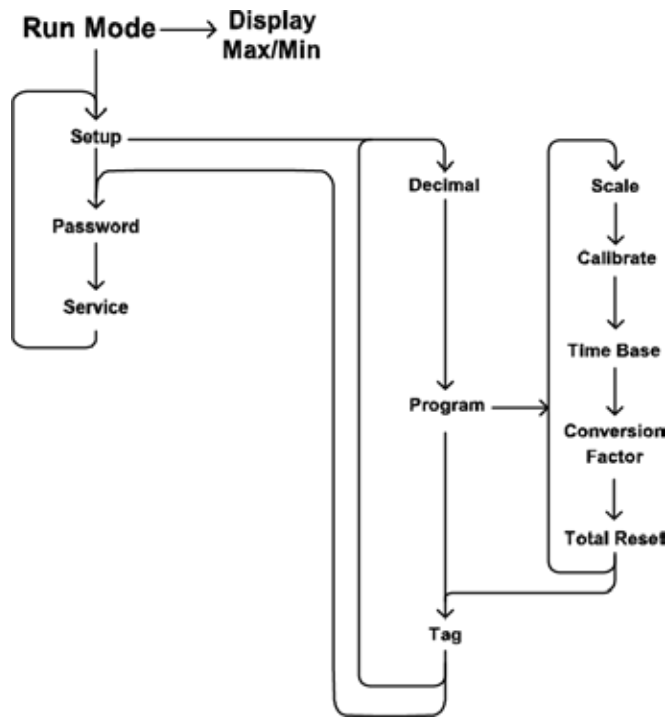 Run Mode
Display
Max/Min
Setup
Password
Service
Decimal
Program
Tag
Scale
Calibrate
Time Base
Conversion
Factor
Total Reset